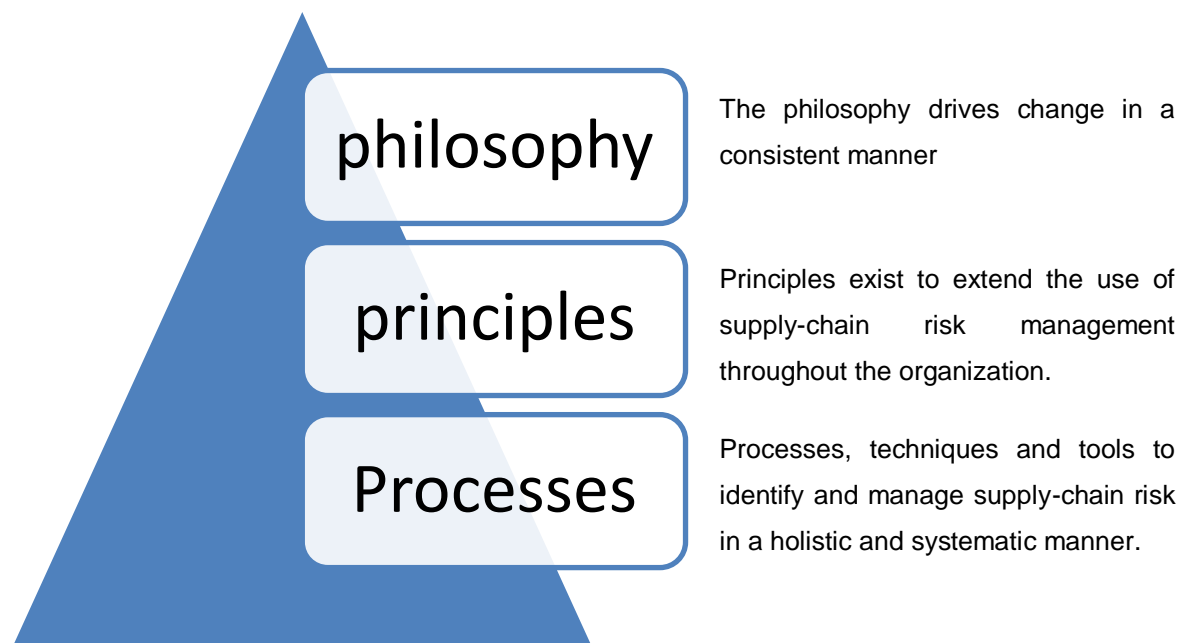 philosophy
The philosophy drives change in a
consistent manner
principles
Principles exist to extend the use of
supply-chain risk management
throughout the organization.
Processes
Processes, techniques and tools to
identify and manage supply-chain risk
in a holistic and systematic manner.